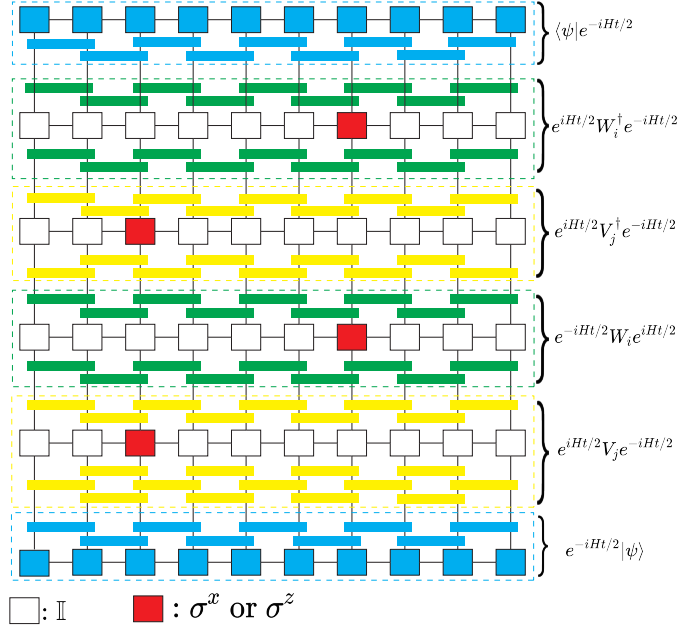 ⟨ψ|e^{-iHt/2}
e^{iHt/2}W_i^†e^{-iHt/2}
e^{iHt/2}V_j^†e^{-iHt/2}
e^{-iHt/2}W_ie^{iHt/2}
e^{iHt/2}V_je^{-iHt/2}
e^{-iHt/2}|ψ⟩
: 𝕀 : σ^x or σ^z